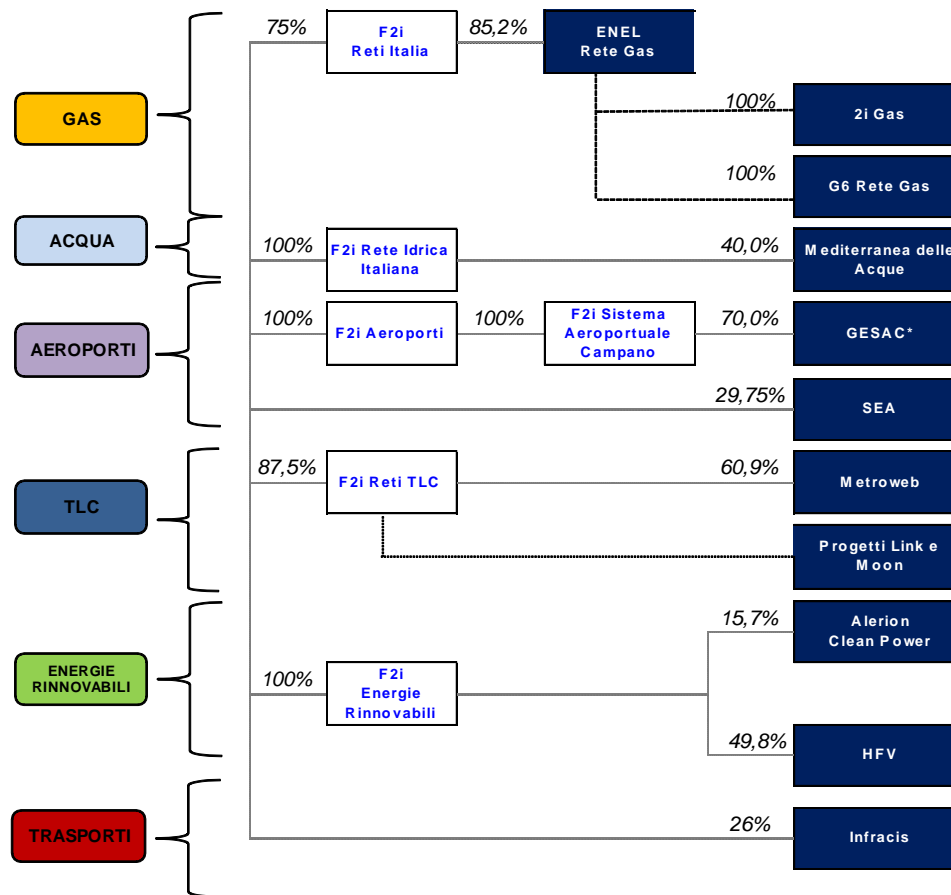 75%
F2i
Reti Italia
85,2%
ENEL
Rete Gas
GAS
100%
2i Gas
100%
G6 Rete Gas
ACQUA
100%
F2i Rete Idrica
Italiana
40,0%
Mediterranea delle
Acque
AEROPORTI
100%
F2i Aeroporti
100%
F2i Sistema
Aeroportuale
Campano
70,0%
GESAC*
29,75%
SEA
TLC
87,5%
F2i Reti TLC
60,9%
Metroweb
Progetti Link e
Moon
ENERGIE
RINNOVABILI
100%
F2i
Energie
Rinnovabili
15,7%
Alerion
Clean Power
49,8%
HFV
TRASPORTI
26%
Infracis